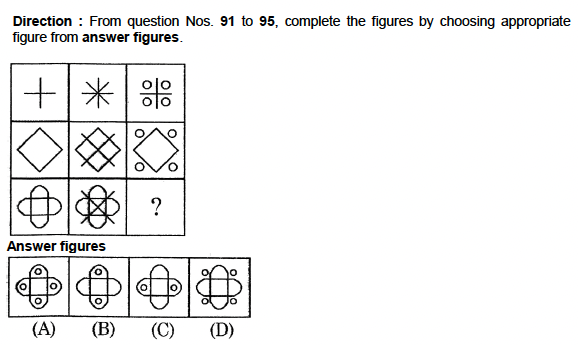 Direction : From question Nos. 91 to 95, complete the figures by choosing appropriate
figure from answer figures.
?
Answer figures
(A) (B) (C) (D)